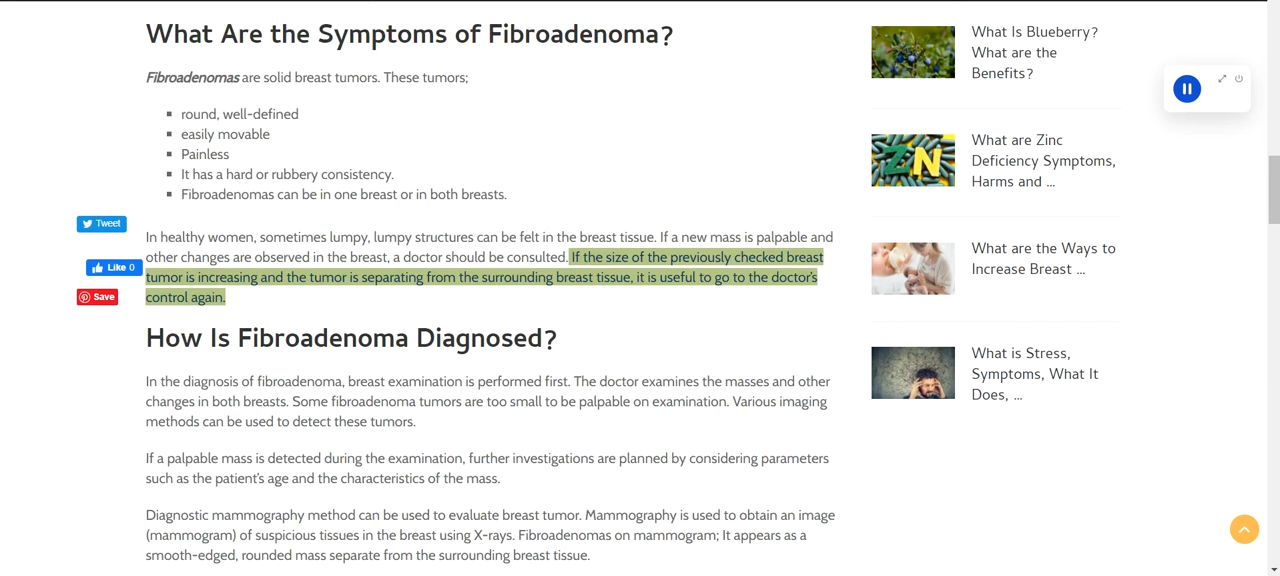 What Are the Symptoms of Fibroadenoma?
Fibroadenomas are solid breast tumors. These tumors;
round, well-defined
easily movable
Painless
It has a hard or rubbery consistency.
Fibroadenomas can be in one breast or in both breasts.
In healthy women, sometimes lumpy, lumpy structures can be felt in the breast tissue. If a new mass is palpable and
other changes are observed in the breast, a doctor should be consulted. If the size of the previously checked breast
tumor is increasing and the tumor is separating from the surrounding breast tissue, it is useful to go to the doctor's
control again.
How Is Fibroadenoma Diagnosed?
In the diagnosis of fibroadenoma, breast examination is performed first. The doctor examines the masses and other
changes in both breasts. Some fibroadenoma tumors are too small to be palpable on examination. Various imaging
methods can be used to detect these tumors.
If a palpable mass is detected during the examination, further investigations are planned by considering parameters
such as the patient's age and the characteristics of the mass.
Diagnostic mammography method can be used to evaluate breast tumor. Mammography is used to obtain an image
(mammogram) of suspicious tissues in the breast using X-rays. Fibroadenomas on mammogram; It appears as a
smooth-edged, rounded mass separate from the surrounding breast tissue.
Tweet
Like 0
Save
What Is Blueberry?
What are the
Benefits?
ZN
What are Zinc
Deficiency Symptoms,
Harms and ...
What are the Ways to
Increase Breast ...
What is Stress,
Symptoms, What It
Does, ...